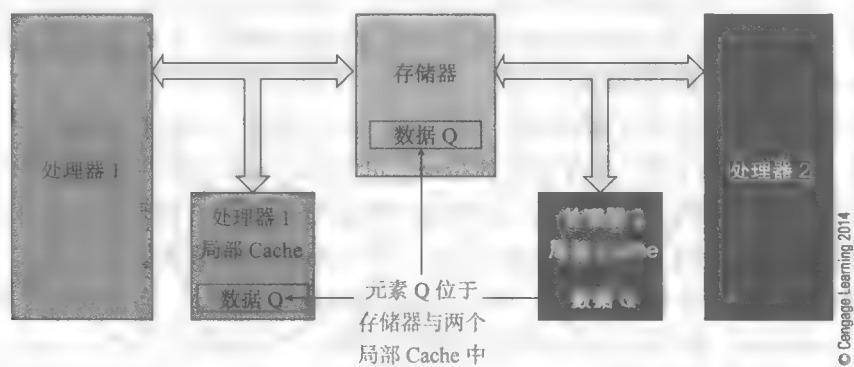 存储器
数据 Q
处理器 1
处理器 2
处理器 1
局部 Cache
数据 Q
元素 Q 位于
存储器与两个
局部 Cache 中
© Cengage Learning 2014